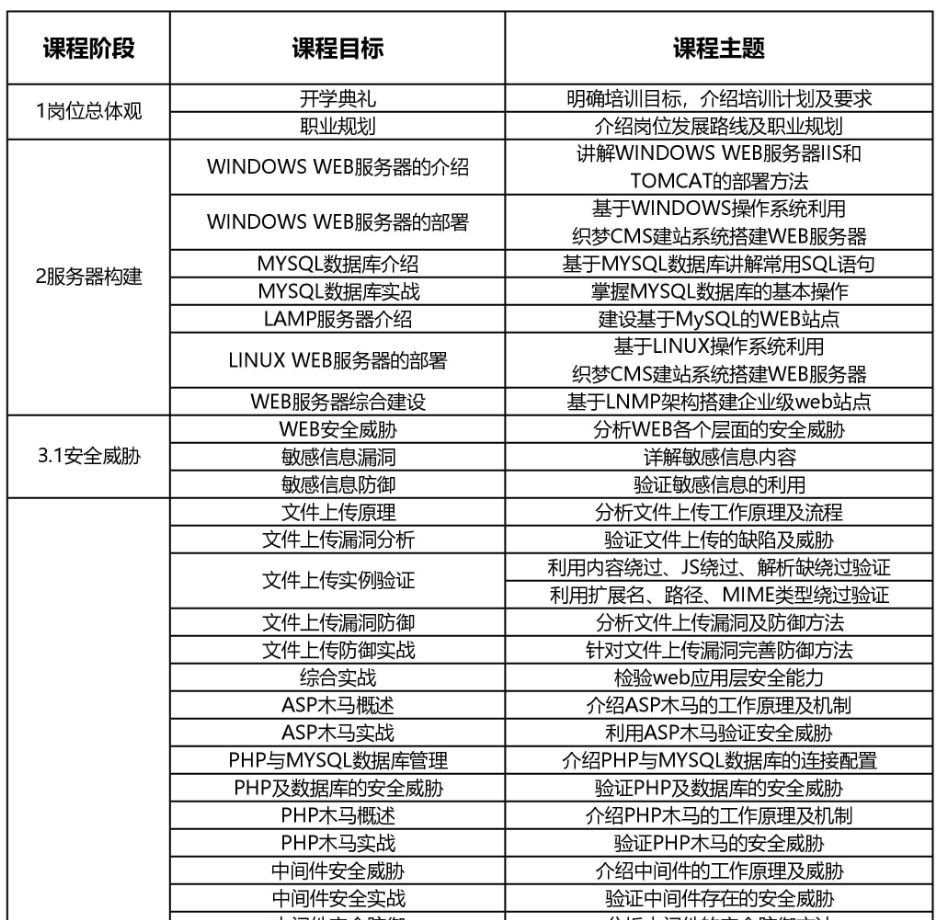 课程阶段 课程目标 课程主题
1岗位总体观 开学典礼 明确培训目标，介绍培训计划及要求
职业规划 介绍岗位发展路线及职业规划
2服务器构建 WINDOWS WEB服务器的介绍 讲解WINDOWS WEB服务器IIS和
TOMCAT的部署方法
WINDOWS WEB服务器的部署 基于WINDOWS操作系统利用
织梦CMS建站系统搭建WEB服务器
MYSQL数据库介绍 基于MYSQL数据库讲解常用SQL语句
MYSQL数据库实战 掌握MYSQL数据库的基本操作
LAMP服务器介绍 建设基于MySQL的WEB站点
LINUX WEB服务器的部署 基于LINUX操作系统利用
织梦CMS建站系统搭建WEB服务器
WEB服务器综合建设 基于LNMP架构搭建企业级web站点
3.1安全威胁 WEB安全威胁 分析WEB各个层面的安全威胁
敏感信息漏洞 详解敏感信息内容
敏感信息防御 验证敏感信息的利用
文件上传原理 分析文件上传工作原理及流程
文件上传漏洞分析 验证文件上传的缺陷及威胁
文件上传实例验证 利用内容绕过、JS绕过、解析缺绕过验证
利用扩展名、路径、MIME类型绕过验证
文件上传漏洞防御 分析文件上传漏洞及防御方法
文件上传防御实战 针对文件上传漏洞完善防御方法
综合实战 检验web应用层安全能力
ASP木马概述 介绍ASP木马的工作原理及机制
ASP木马实战 利用ASP木马验证安全威胁
PHP与MYSQL数据库管理 介绍PHP与MYSQL数据库的连接配置
PHP及数据库的安全威胁 验证PHP及数据库的安全威胁
PHP木马概述 介绍PHP木马的工作原理及机制
PHP木马实战 验证PHP木马的安全威胁
中间件安全威胁 介绍中间件的工作原理及威胁
中间件安全实战 验证中间件存在的安全威胁